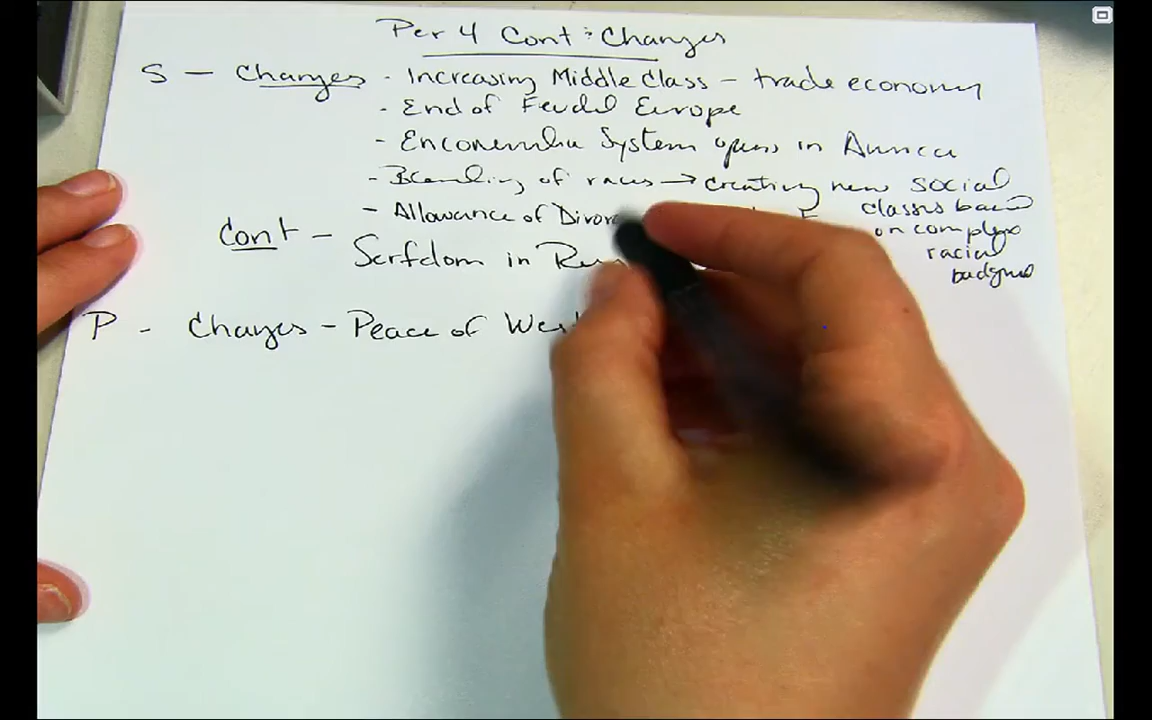 Per 4 Cont & Changes
S - Changes - Increasing Middle Class - trade economy
- End of Feudal Europe
- Encomienda System opens in America
- Blending of races → creating new social
classes based
on complex
racial
- Allowance of
Cont - Serfdom in
P - Changes - Peace of